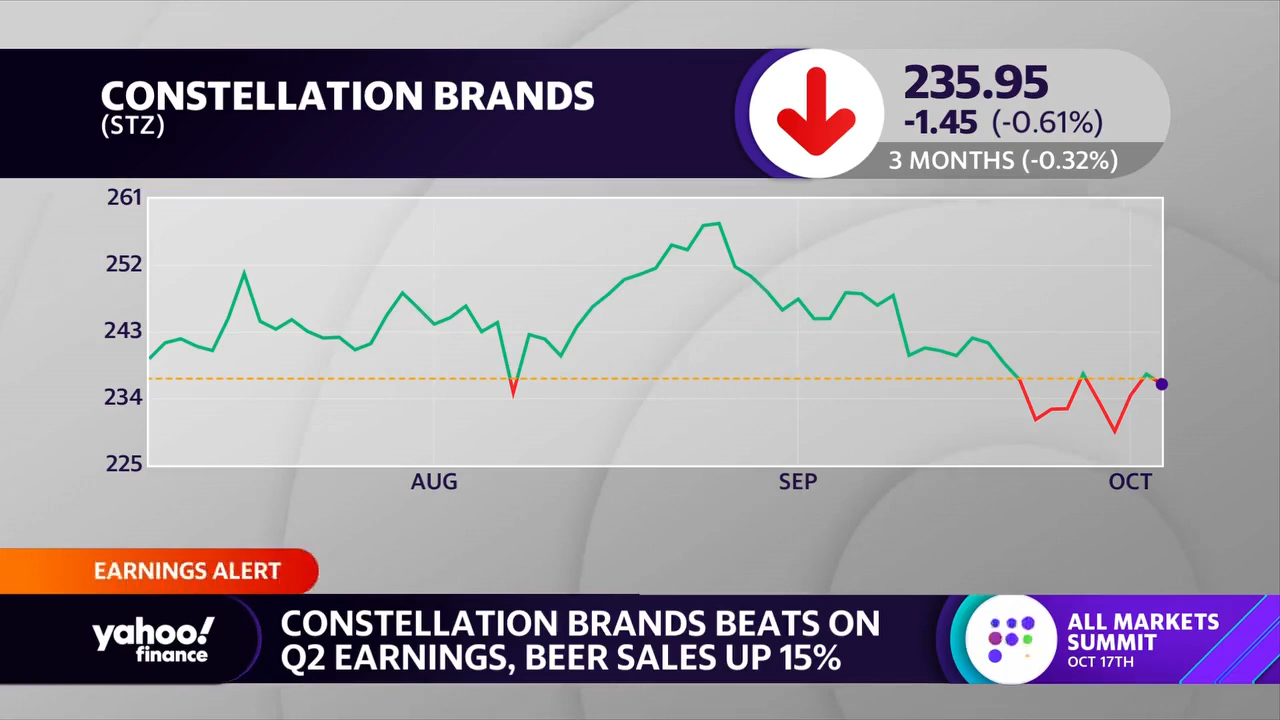 CONSTELLATION BRANDS
(STZ)
235.95
-1.45 (-0.61%)
3 MONTHS (-0.32%)
261
252
243
234
225
AUG SEP OCT
EARNINGS ALERT
yahoo!
finance
CONSTELLATION BRANDS BEATS ON
Q2 EARNINGS, BEER SALES UP 15%
ALL MARKETS
SUMMIT
OCT 17TH